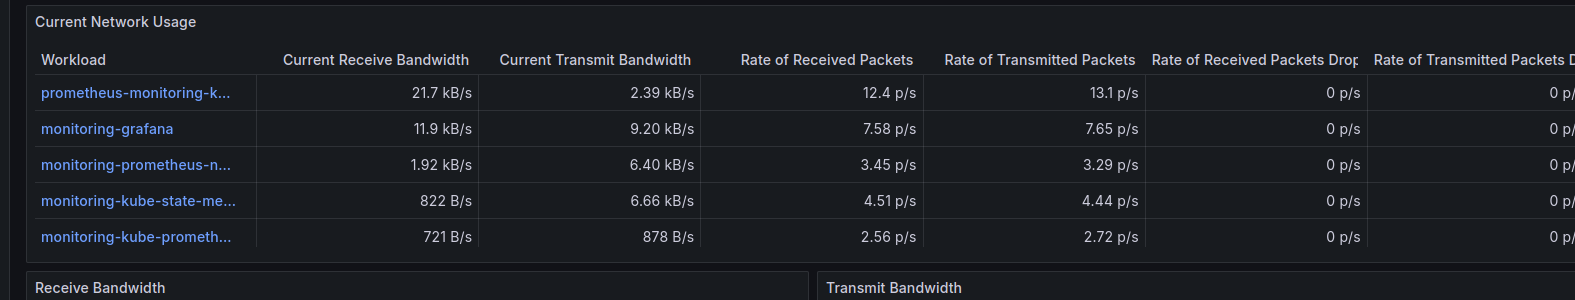 Current Network Usage
Workload Current Receive Bandwidth Current Transmit Bandwidth Rate of Received Packets Rate of Transmitted Packets Rate of Received Packets Drop Rate of Transmitted Packets D
prometheus-monitoring-k... 21.7 kB/s 2.39 kB/s 12.4 p/s 13.1 p/s 0 p/s 0 p/
monitoring-grafana 11.9 kB/s 9.20 kB/s 7.58 p/s 7.65 p/s 0 p/s 0 p/
monitoring-prometheus-n... 1.92 kB/s 6.40 kB/s 3.45 p/s 3.29 p/s 0 p/s 0 p/
monitoring-kube-state-me... 822 B/s 6.66 kB/s 4.51 p/s 4.44 p/s 0 p/s 0 p/
monitoring-kube-prometh... 721 B/s 878 B/s 2.56 p/s 2.72 p/s 0 p/s 0 p/
Receive Bandwidth Transmit Bandwidth